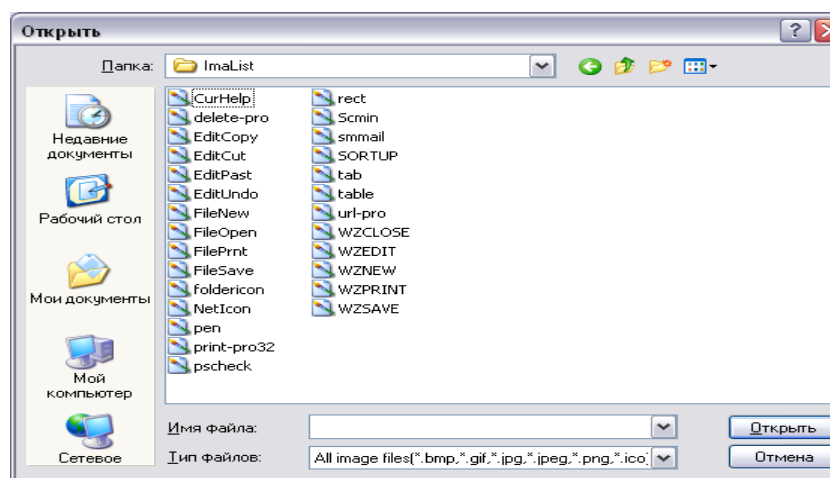 Открыть
Папка: ImaList
CurHelp
delete-pro
EditCopy
EditCut
EditPast
EditUndo
FileNew
FileOpen
FilePrnt
FileSave
foldericon
NetIcon
pen
print-pro32
pscheck
rect
Scmin
smmail
SORTUP
tab
table
url-pro
WZCLOSE
WZEDIT
WZNEW
WZPRINT
WZSAVE
Недавние
документы
Рабочий стол
Мои документы
Мой
компьютер
Сетевое
Имя файла:
Открыть
Тип файлов: All image files(*.bmp,*.gif,*.jpg,*.jpeg,*.png,*.ico)
Отмена